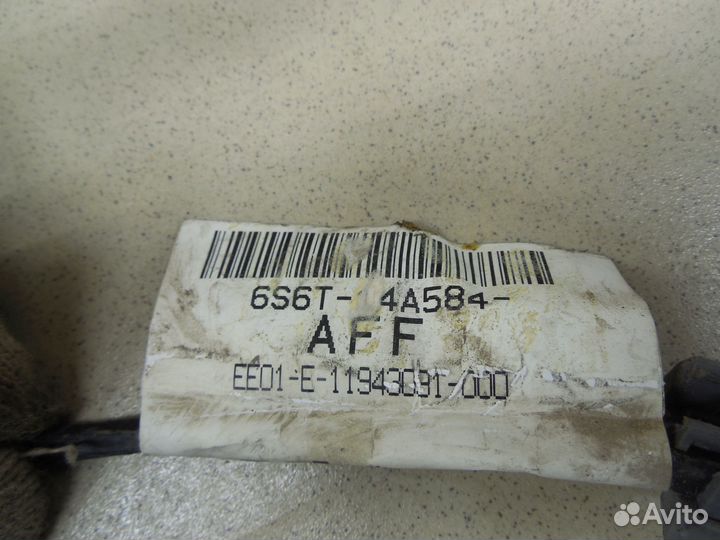 6S6T- 4A584-
AFF
EE01-E-11943091-000
Avito